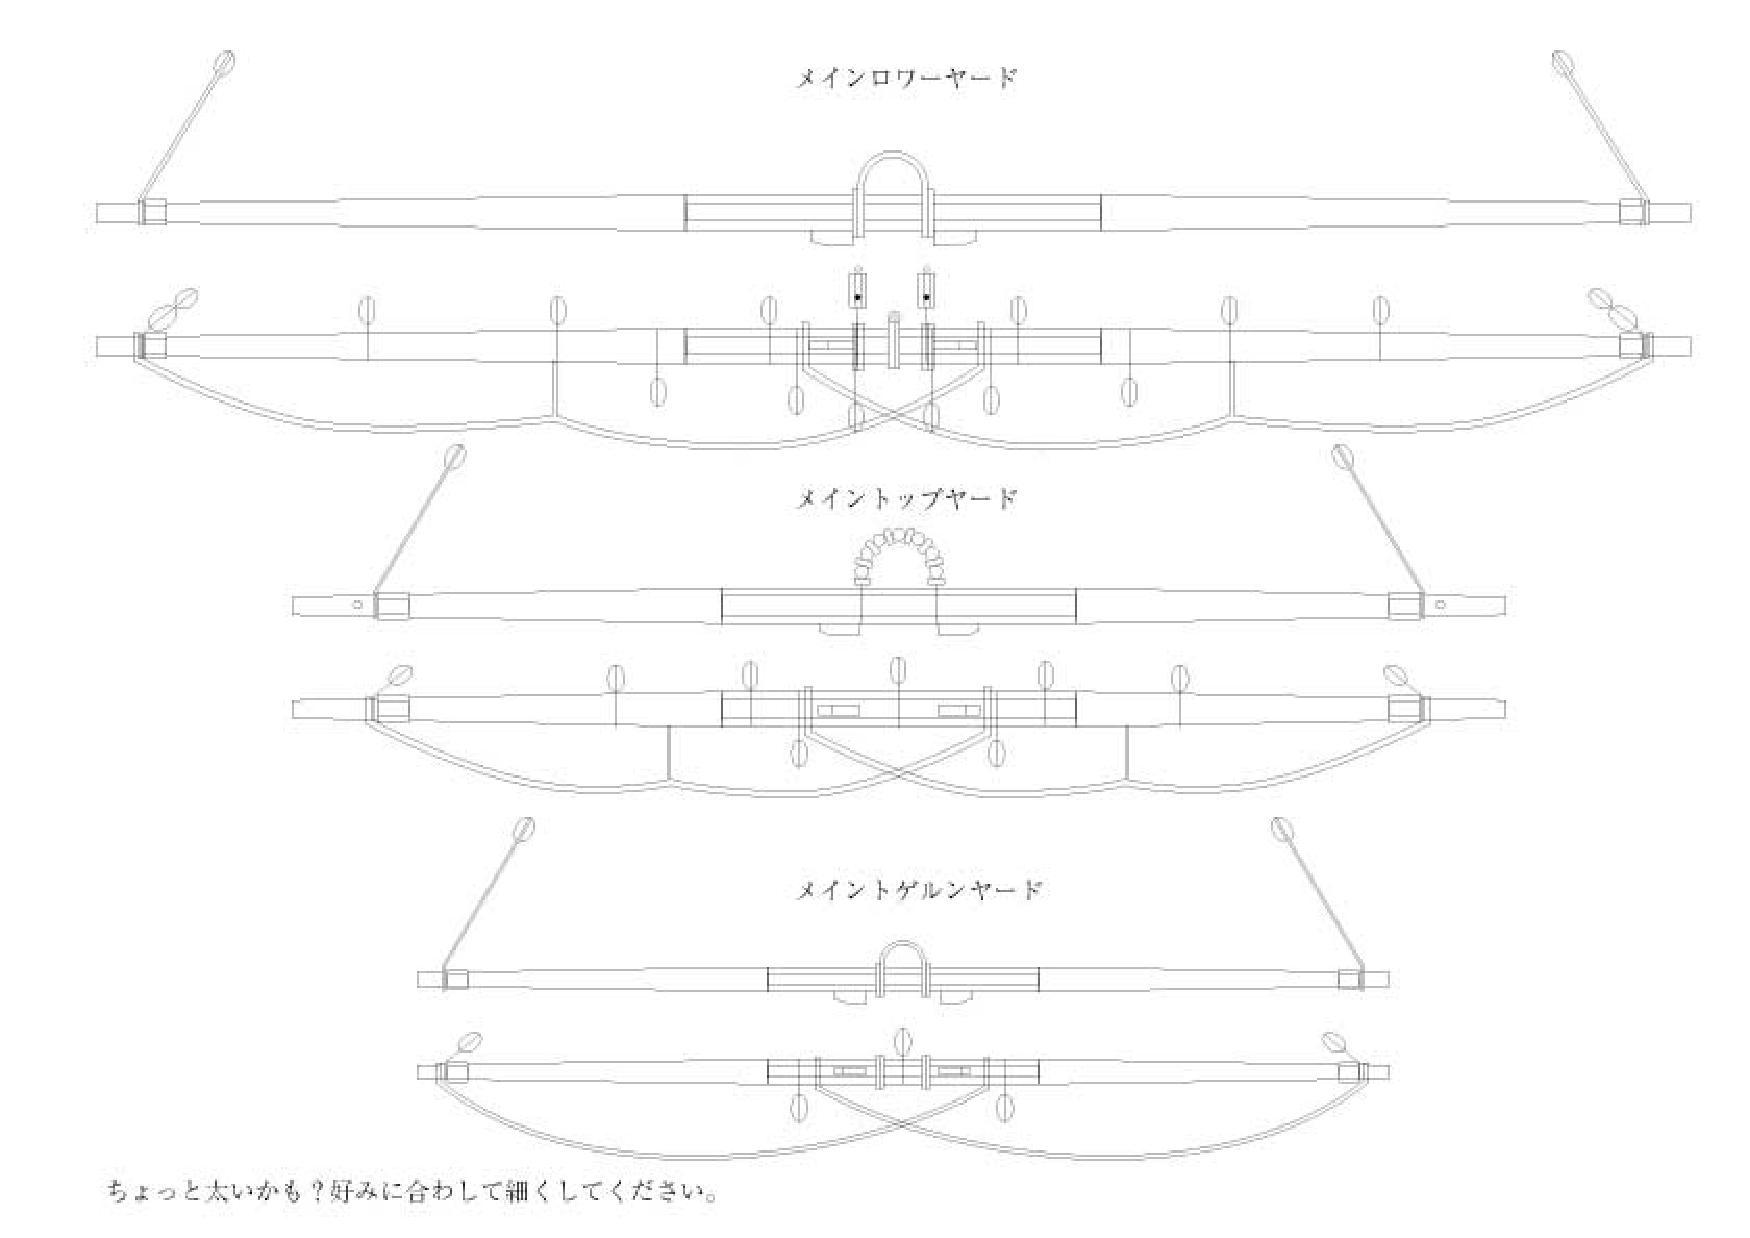 メインロワーヤード
メイントップヤード
メイントゲルンヤード
ちょっと太いかも？好みに合わして細くしてください。